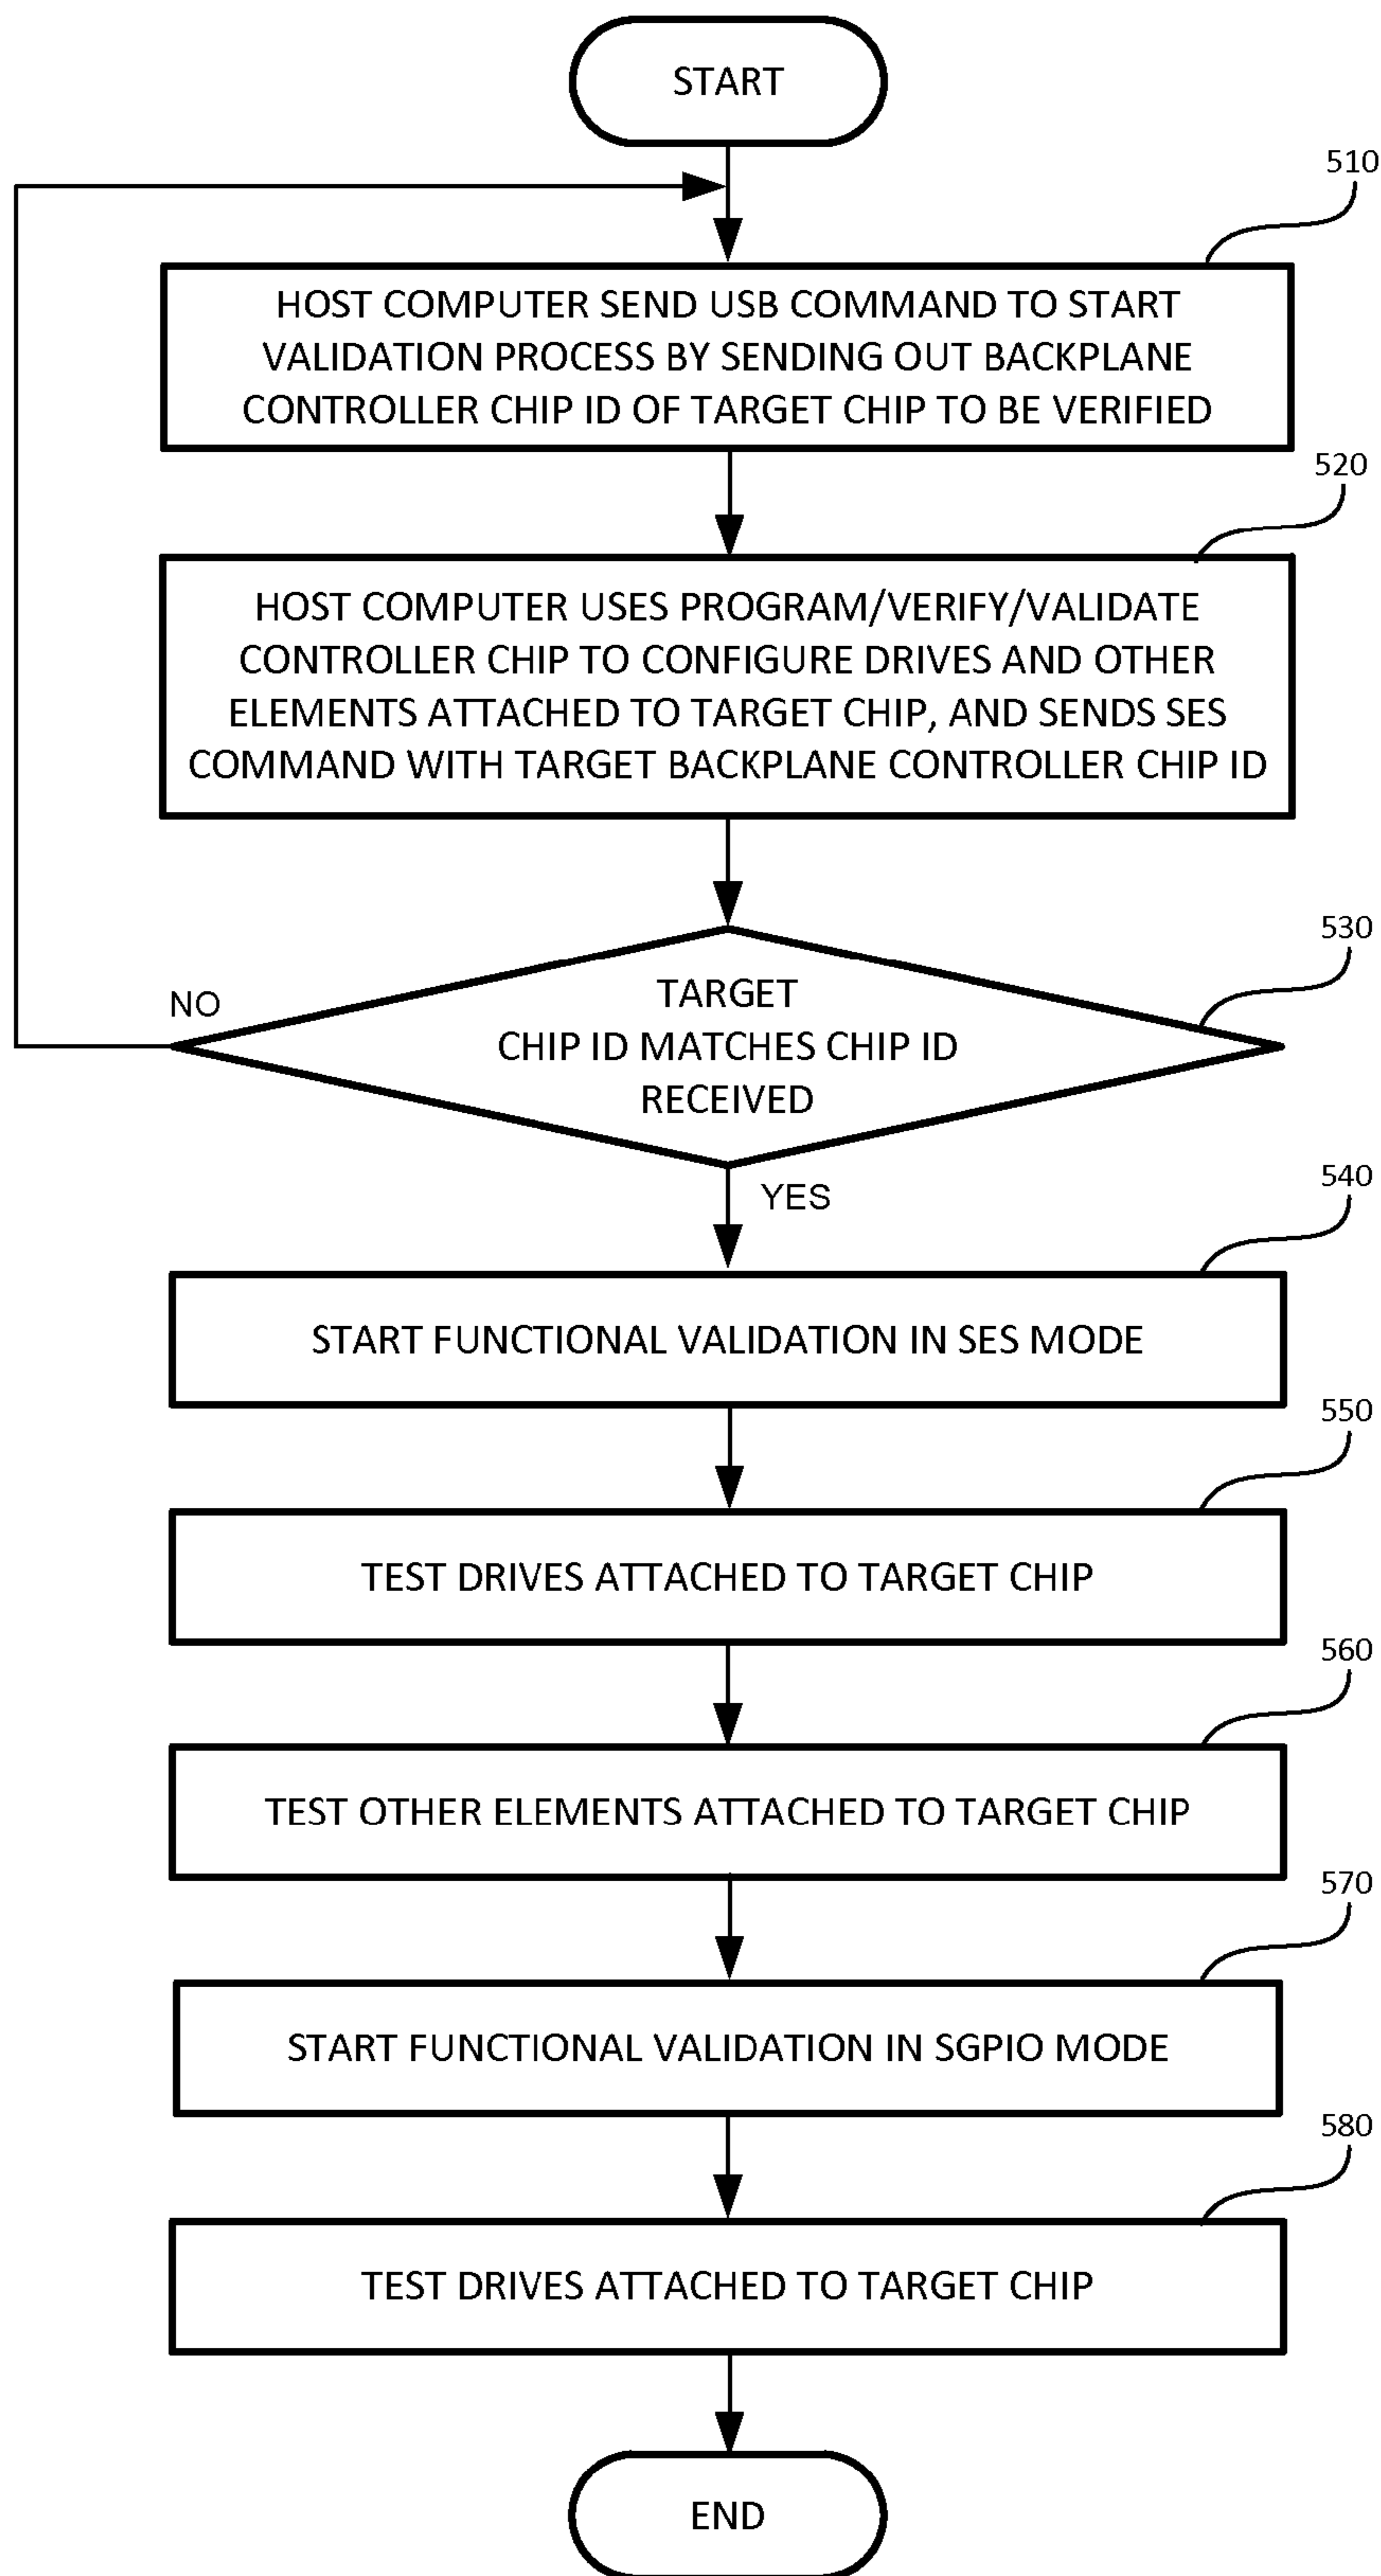 START
510
HOST COMPUTER SEND USB COMMAND TO START
VALIDATION PROCESS BY SENDING OUT BACKPLANE
CONTROLLER CHIP ID OF TARGET CHIP TO BE VERIFIED
520
HOST COMPUTER USES PROGRAM/VERIFY/VALIDATE
CONTROLLER CHIP TO CONFIGURE DRIVES AND OTHER
ELEMENTS ATTACHED TO TARGET CHIP, AND SENDS SES
COMMAND WITH TARGET BACKPLANE CONTROLLER CHIP ID
530
NO
TARGET
CHIP ID MATCHES CHIP ID
RECEIVED
YES
540
START FUNCTIONAL VALIDATION IN SES MODE
550
TEST DRIVES ATTACHED TO TARGET CHIP
560
TEST OTHER ELEMENTS ATTACHED TO TARGET CHIP
570
START FUNCTIONAL VALIDATION IN SGPIO MODE
580
TEST DRIVES ATTACHED TO TARGET CHIP
END